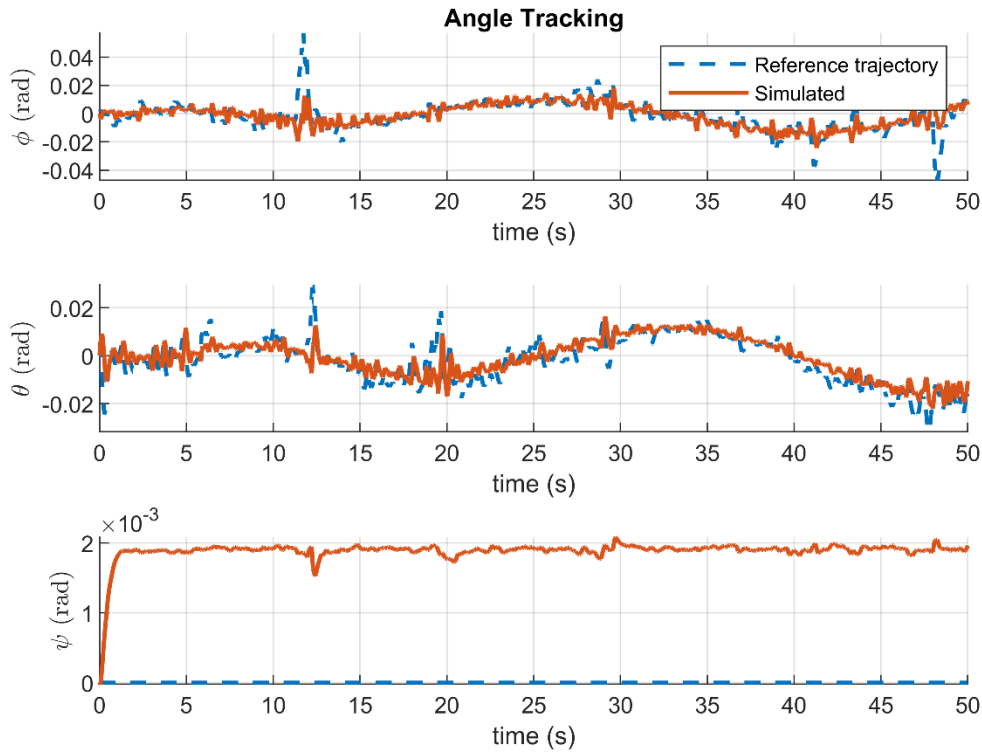 Angle Tracking
0.04
0.02
0
-0.02
-0.04
ϕ (rad)
Reference trajectory
Simulated
0 5 10 15 20 25 30 35 40 45 50
time (s)
0.02
0
-0.02
θ (rad)
0 5 10 15 20 25 30 35 40 45 50
time (s)
×10⁻³
2
1
0
ψ (rad)
0 5 10 15 20 25 30 35 40 45 50
time (s)